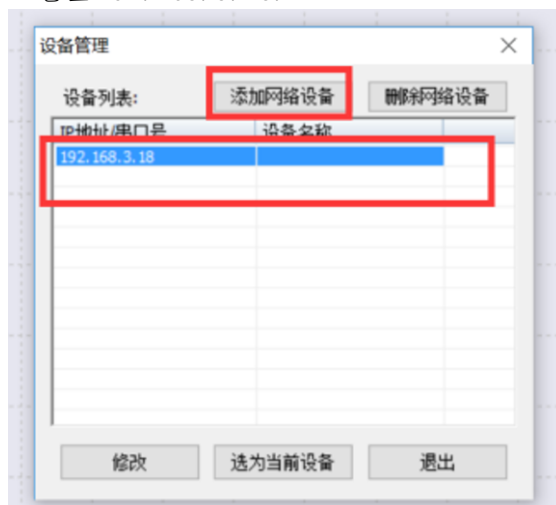 设备管理
设备列表: 添加网络设备 删除网络设备
IP地址/串口号 设备名称
192.168.3.18
修改 选为当前设备 退出